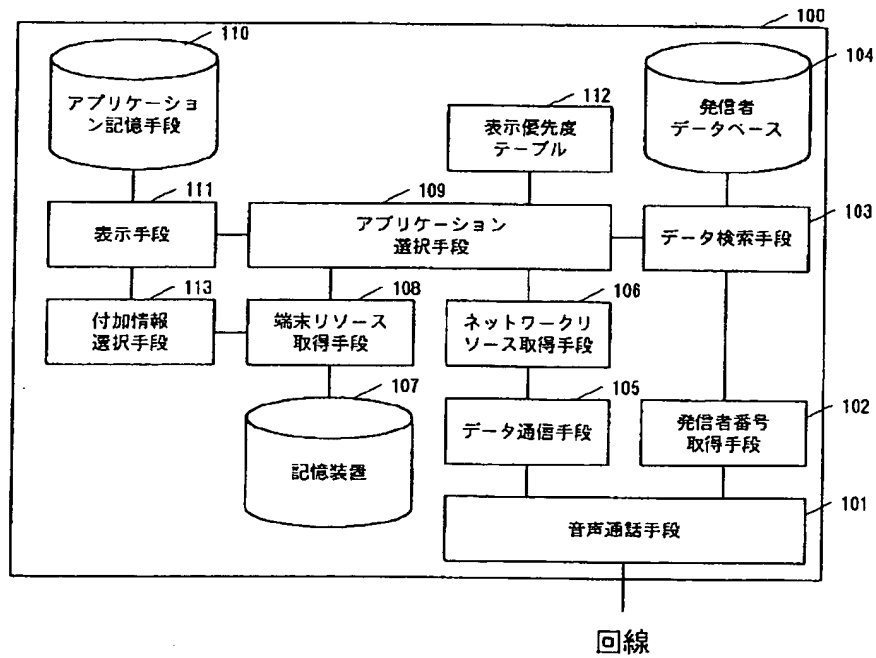 100
110
アプリケーショ
ン記憶手段
104
発信者
データベース
112
表示優先度
テーブル
111
表示手段
109
アプリケーション
選択手段
103
データ検索手段
113
付加情報
選択手段
108
端末リソース
取得手段
106
ネットワークリ
ソース取得手段
107
記憶装置
105
データ通信手段
102
発信者番号
取得手段
101
音声通話手段
回線